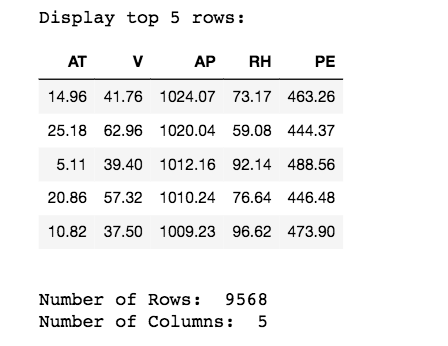 Display top 5 rows:
AT V AP RH PE
14.96 41.76 1024.07 73.17 463.26
25.18 62.96 1020.04 59.08 444.37
5.11 39.40 1012.16 92.14 488.56
20.86 57.32 1010.24 76.64 446.48
10.82 37.50 1009.23 96.62 473.90
Number of Rows: 9568
Number of Columns: 5